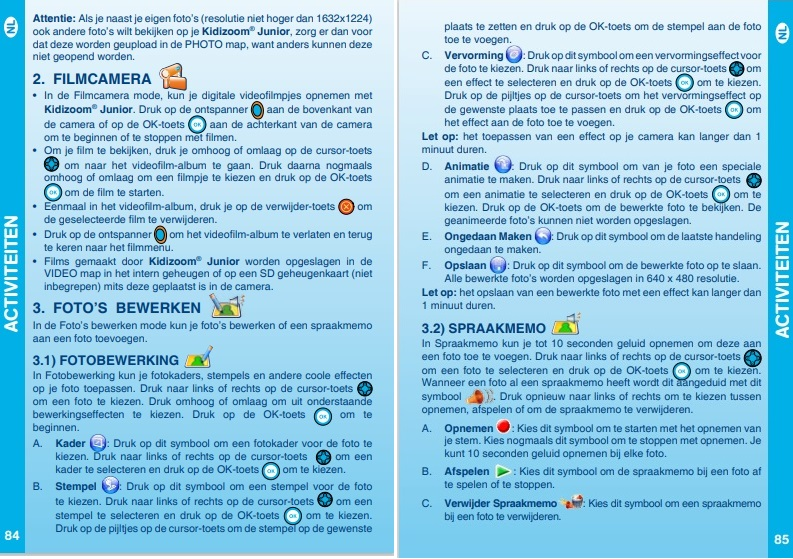 Attentie: Als je naast je eigen foto's (resolutie niet hoger dan 1632x1224)
ook andere foto's wilt bekijken op je Kidizoom® Junior, zorg er dan voor
dat deze worden geupload in de PHOTO map, want anders kunnen deze
niet geopend worden.
2. FILMCAMERA
• In de Filmcamera mode, kun je digitale videofilmpjes opnemen met
Kidizoom® Junior. Druk op de ontspanner aan de bovenkant van
de camera of op de OK-toets OK aan de achterkant van de camera
om te beginnen of te stoppen met filmen.
• Om je film te bekijken, druk je omhoog of omlaag op de cursor-toets
om naar het videofilm-album te gaan. Druk daarna nogmaals
omhoog of omlaag om een filmpje te kiezen en druk op de OK-toets
OK om de film te starten.
• Eenmaal in het videofilm-album, druk je op de verwijder-toets om
de geselecteerde film te verwijderen.
• Druk op de ontspanner om het videofilm-album te verlaten en terug
te keren naar het filmmenu.
• Films gemaakt door Kidizoom® Junior worden opgeslagen in de
VIDEO map in het intern geheugen of op een SD geheugenkaart (niet
inbegrepen) mits deze geplaatst is in de camera.
3. FOTO'S BEWERKEN
In de Foto's bewerken mode kun je foto's bewerken of een spraakmemo
aan een foto toevoegen.
3.1) FOTOBEWERKING
In Fotobewerking kun je fotokaders, stempels en andere coole effecten
op je foto toepassen. Druk naar links of rechts op de cursor-toets
om een foto te kiezen. Druk omhoog of omlaag om uit onderstaande
bewerkingseffecten te kiezen. Druk op de OK-toets OK om te
beginnen.
A. Kader : Druk op dit symbool om een fotokader voor de foto te
kiezen. Druk naar links of rechts op de cursor-toets om een
kader te selecteren en druk op de OK-toets OK om te kiezen.
B. Stempel : Druk op dit symbool om een stempel voor de foto
te kiezen. Druk naar links of rechts op de cursor-toets om een
stempel te selecteren en druk op de OK-toets OK om te kiezen.
Druk op de pijltjes op de cursor-toets om de stempel op de gewenste
NL
ACTIVITEITEN
84
plaats te zetten en druk op de OK-toets om de stempel aan de foto
toe te voegen.
C. Vervorming : Druk op dit symbool om een vervormingseffect voor
de foto te kiezen. Druk naar links of rechts op de cursor-toets om
een effect te selecteren en druk op de OK-toets OK om te kiezen.
Druk op de pijltjes op de cursor-toets om het vervormingseffect op
de gewenste plaats toe te passen en druk op de OK-toets OK om
het effect aan de foto toe te voegen.
Let op: het toepassen van een effect op je camera kan langer dan 1
minuut duren.
D. Animatie : Druk op dit symbool om van je foto een speciale
animatie te maken. Druk naar links of rechts op de cursor-toets
om een animatie te selecteren en druk op de OK-toets OK om te
kiezen. Druk op de OK-toets om de bewerkte foto te bekijken. De
geanimeerde foto's kunnen niet worden opgeslagen.
E. Ongedaan Maken : Druk op dit symbool om de laatste handeling
ongedaan te maken.
F. Opslaan : Druk op dit symbool om de bewerkte foto op te slaan.
Alle bewerkte foto's worden opgeslagen in 640 x 480 resolutie.
Let op: het opslaan van een bewerkte foto met een effect kan langer dan
1 minuut duren.
3.2) SPRAAKMEMO
In Spraakmemo kun je tot 10 seconden geluid opnemen om deze aan
een foto toe te voegen. Druk naar links of rechts op de cursor-toets
om een foto te selecteren en druk op de OK-toets OK om te kiezen.
Wanneer een foto al een spraakmemo heeft wordt dit aangeduid met dit
symbool . Druk opnieuw naar links of rechts om te kiezen tussen
opnemen, afspelen of om de spraakmemo te verwijderen.
A. Opnemen : Kies dit symbool om te starten met het opnemen van
je stem. Kies nogmaals dit symbool om te stoppen met opnemen. Je
kunt 10 seconden geluid opnemen bij elke foto.
B. Afspelen : Kies dit symbool om de spraakmemo bij een foto af
te spelen of te stoppen.
C. Verwijder Spraakmemo : Kies dit symbool om een spraakmemo
bij een foto te verwijderen.
NL
ACTIVITEITEN
85